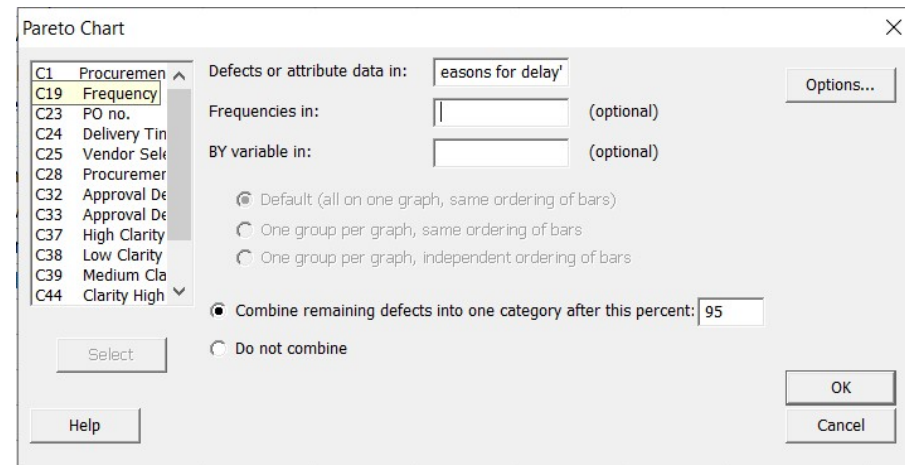 Pareto Chart
C1 Procuremen
C19 Frequency
C23 PO no.
C24 Delivery Tin
C25 Vendor Sele
C28 Procuremer
C32 Approval De
C33 Approval De
C37 High Clarity
C38 Low Clarity
C39 Medium Cla
C44 Clarity High
Select
Help
Defects or attribute data in: easons for delay'
Frequencies in: (optional)
BY variable in: (optional)
Default (all on one graph, same ordering of bars)
One group per graph, same ordering of bars
One group per graph, independent ordering of bars
Combine remaining defects into one category after this percent: 95
Do not combine
Options...
OK
Cancel